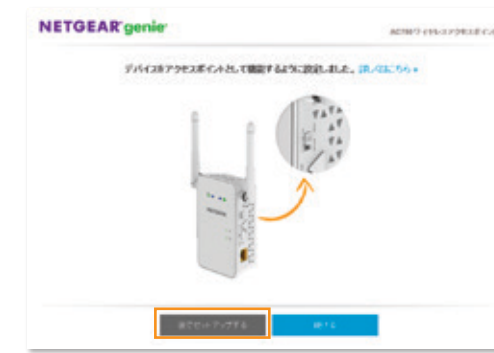 NETGEAR genie
デバイスをアクセスポイントとして機能するように設定しました。 詳しくはこちら
後でセットアップする
続ける